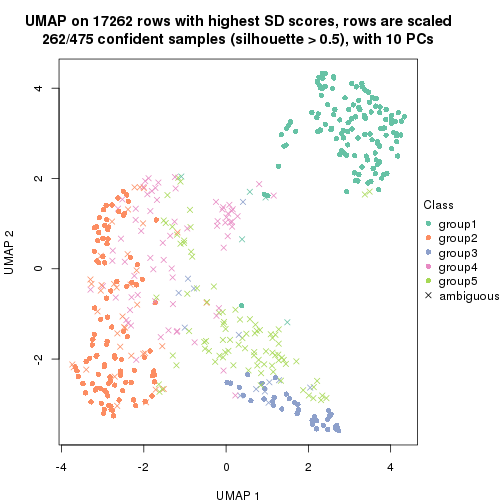 UMAP on 17262 rows with highest SD scores, rows are scaled
262/475 confident samples (silhouette > 0.5), with 10 PCs
4
2
0
-2
UMAP 2
-4
-2
0
2
4
UMAP 1
Class
group1
group2
group3
group4
group5
ambiguous